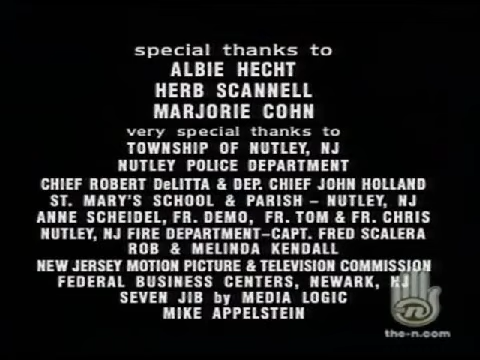 special thanks to
ALBIE HECHT
HERB SCANNELL
MARJORIE COHN
very special thanks to
TOWNSHIP OF NUTLEY, NJ
NUTLEY POLICE DEPARTMENT
CHIEF ROBERT DeLITTA & DEP. CHIEF JOHN HOLLAND
ST. MARY'S SCHOOL & PARISH – NUTLEY, NJ
ANNE SCHEIDEL, FR. DEMO, FR. TOM & FR. CHRIS
NUTLEY, NJ FIRE DEPARTMENT–CAPT. FRED SCALERA
ROB & MELINDA KENDALL
NEW JERSEY MOTION PICTURE & TELEVISION COMMISSION
FEDERAL BUSINESS CENTERS, NEWARK, NJ
SEVEN JIB by MEDIA LOGIC
MIKE APPELSTEIN
n
the-n.com